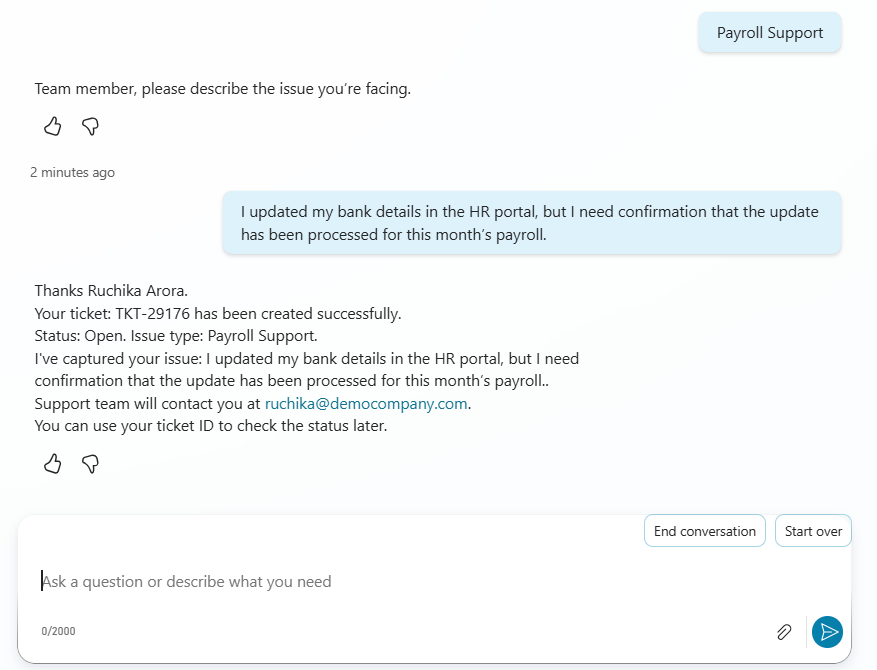 Payroll Support
Team member, please describe the issue you’re facing.
2 minutes ago
I updated my bank details in the HR portal, but I need confirmation that the update
has been processed for this month’s payroll.
Thanks Ruchika Arora.
Your ticket: TKT-29176 has been created successfully.
Status: Open. Issue type: Payroll Support.
I've captured your issue: I updated my bank details in the HR portal, but I need
confirmation that the update has been processed for this month’s payroll..
Support team will contact you at ruchika@democompany.com.
You can use your ticket ID to check the status later.
End conversation
Start over
Ask a question or describe what you need
0/2000